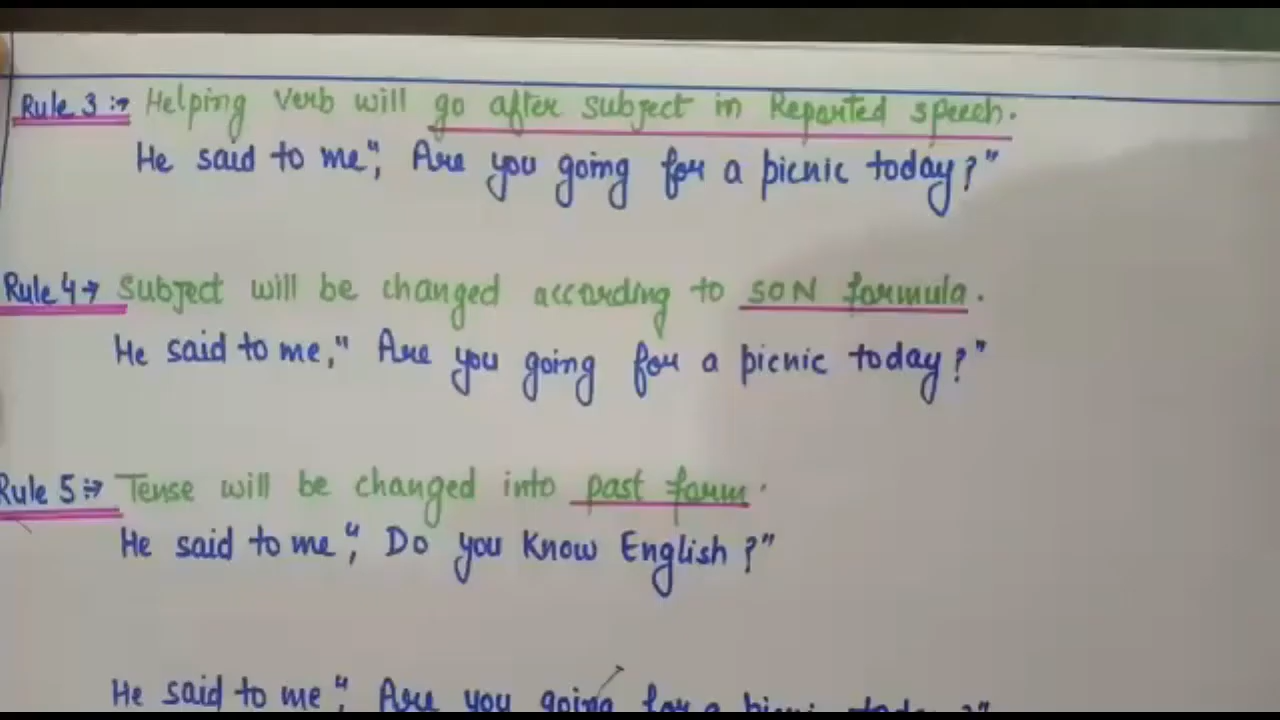 Rule 3 :→ Helping Verb will go after subject in Reported speech.
He said to me", Are you going for a picnic today?"
Rule 4 → Subject will be changed according to SON formula.
He said to me," Are you going for a picnic today?"
Rule 5 :→ Tense will be changed into past form.
He said to me", Do you Know English?"
He said to me", Are you going for a picnic today?"